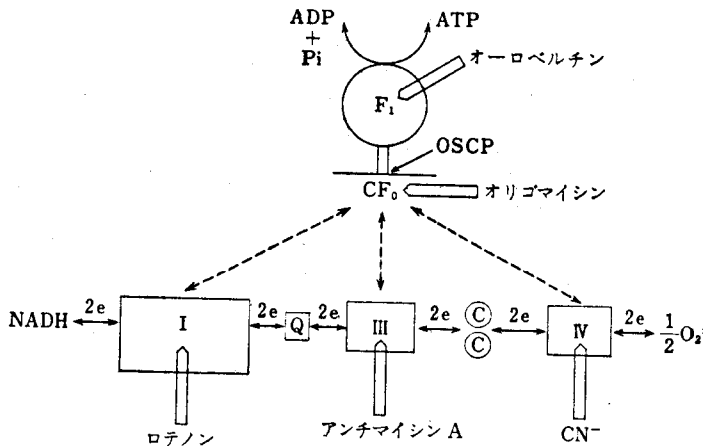 ADP
+
Pi
ATP
オーロベルチン
F₁
OSCP
CF₀
オリゴマイシン
NADH
2e
I
2e
Q
2e
III
2e
C
C
2e
IV
2e
1/2 O₂
ロテノン
アンチマイシン A
CN⁻